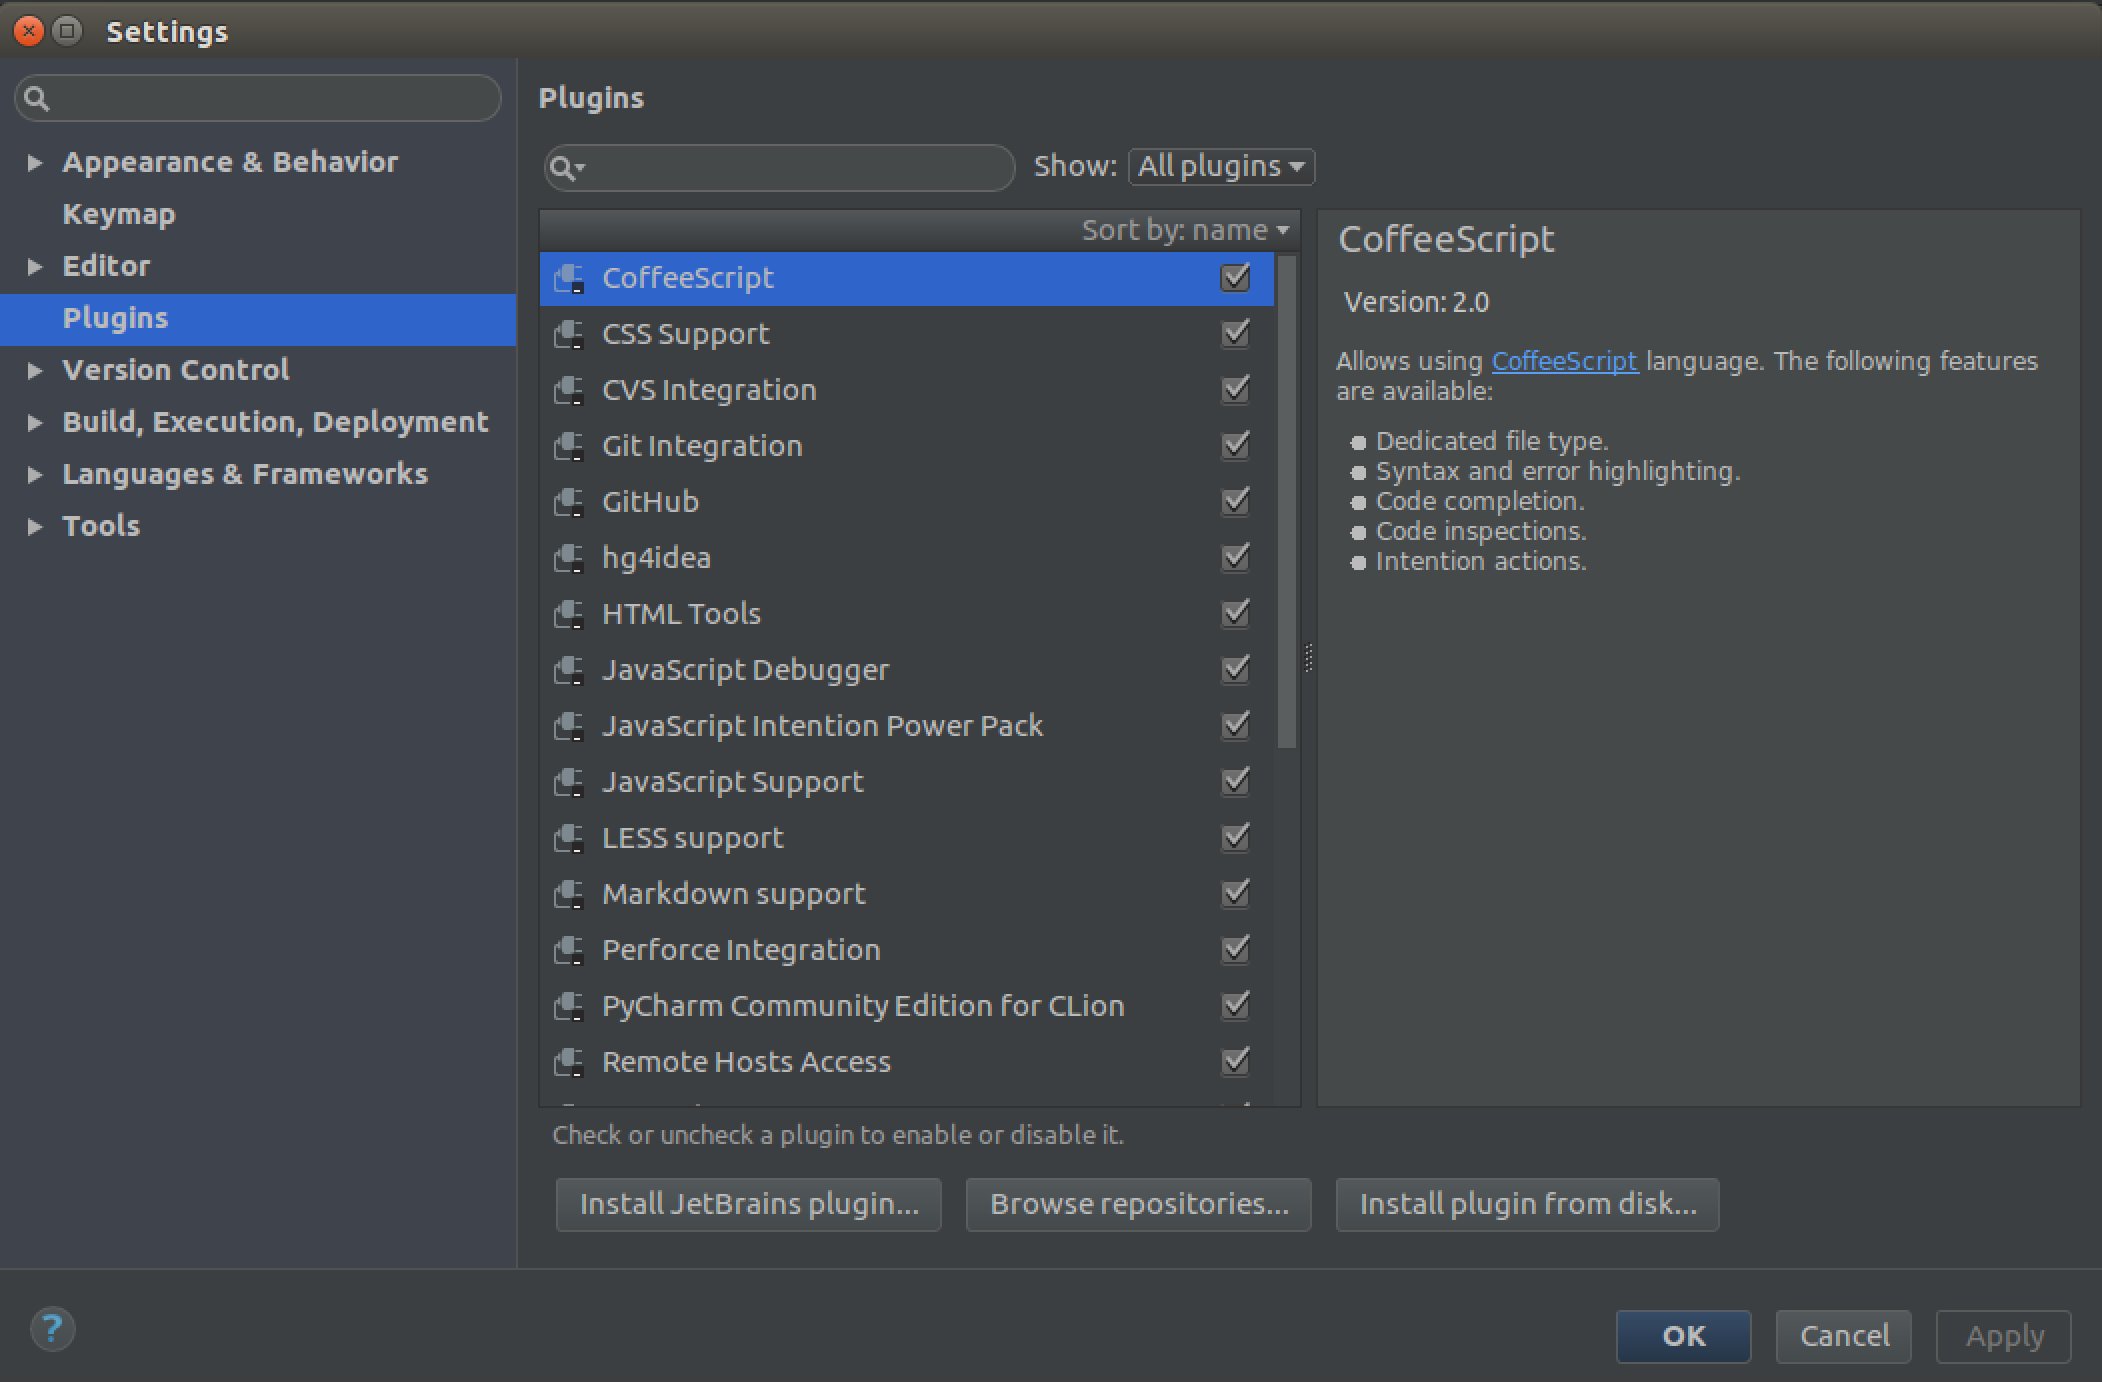 Settings
Appearance & Behavior
Keymap
Editor
Plugins
Version Control
Build, Execution, Deployment
Languages & Frameworks
Tools
Plugins
Show: All plugins
Sort by: name
CoffeeScript
CSS Support
CVS Integration
Git Integration
GitHub
hg4idea
HTML Tools
JavaScript Debugger
JavaScript Intention Power Pack
JavaScript Support
LESS support
Markdown support
Perforce Integration
PyCharm Community Edition for CLion
Remote Hosts Access
CoffeeScript
Version: 2.0
Allows using CoffeeScript language. The following features
are available:
Dedicated file type.
Syntax and error highlighting.
Code completion.
Code inspections.
Intention actions.
Check or uncheck a plugin to enable or disable it.
Install JetBrains plugin...
Browse repositories...
Install plugin from disk...
?
OK
Cancel
Apply